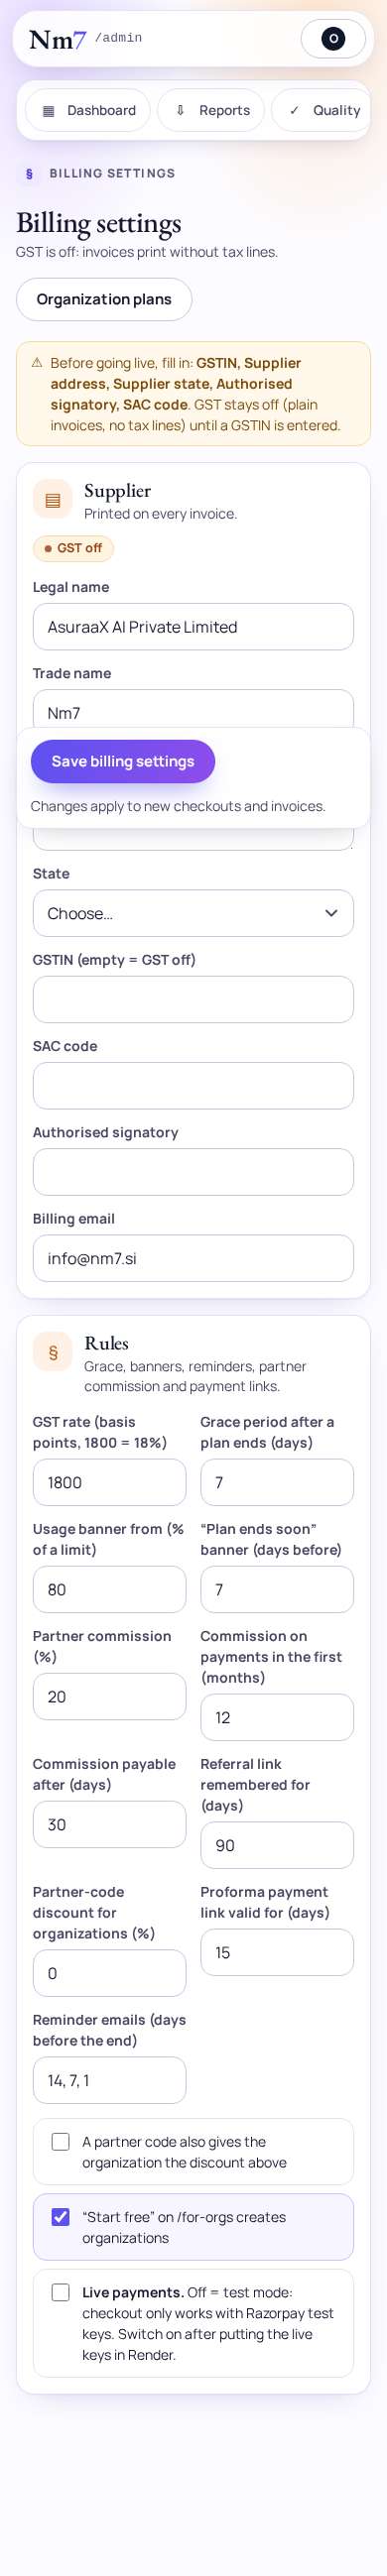 Nm7 /admin
O
▦ Dashboard ⇩ Reports ✓ Quality
§ BILLING SETTINGS
Billing settings
GST is off: invoices print without tax lines.
Organization plans
⚠ Before going live, fill in: GSTIN, Supplier
address, Supplier state, Authorised
signatory, SAC code. GST stays off (plain
invoices, no tax lines) until a GSTIN is entered.
▤ Supplier
Printed on every invoice.
GST off
Legal name
AsuraaX AI Private Limited
Trade name
Nm7
Save billing settings
Changes apply to new checkouts and invoices.
State
Choose…
GSTIN (empty = GST off)
SAC code
Authorised signatory
Billing email
info@nm7.si
§ Rules
Grace, banners, reminders, partner
commission and payment links.
GST rate (basis
points, 1800 = 18%)
1800
Grace period after a
plan ends (days)
7
Usage banner from (%
of a limit)
80
“Plan ends soon”
banner (days before)
7
Partner commission
(%)
20
Commission on
payments in the first
(months)
12
Commission payable
after (days)
30
Referral link
remembered for
(days)
90
Partner-code
discount for
organizations (%)
0
Proforma payment
link valid for (days)
15
Reminder emails (days
before the end)
14, 7, 1
A partner code also gives the
organization the discount above
“Start free” on /for-orgs creates
organizations
Live payments. Off = test mode:
checkout only works with Razorpay test
keys. Switch on after putting the live
keys in Render.